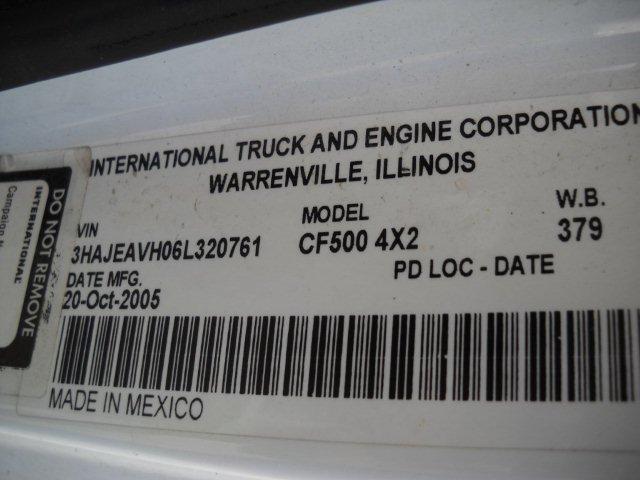 INTERNATIONAL TRUCK AND ENGINE CORPORATION
WARRENVILLE, ILLINOIS
VIN
3HAJEAVH06L320761
MODEL
CF500 4X2
W.B.
379
DATE MFG.
20-Oct-2005
PD LOC - DATE
MADE IN MEXICO
DO NOT REMOVE
INTERNATIONAL
Campaign